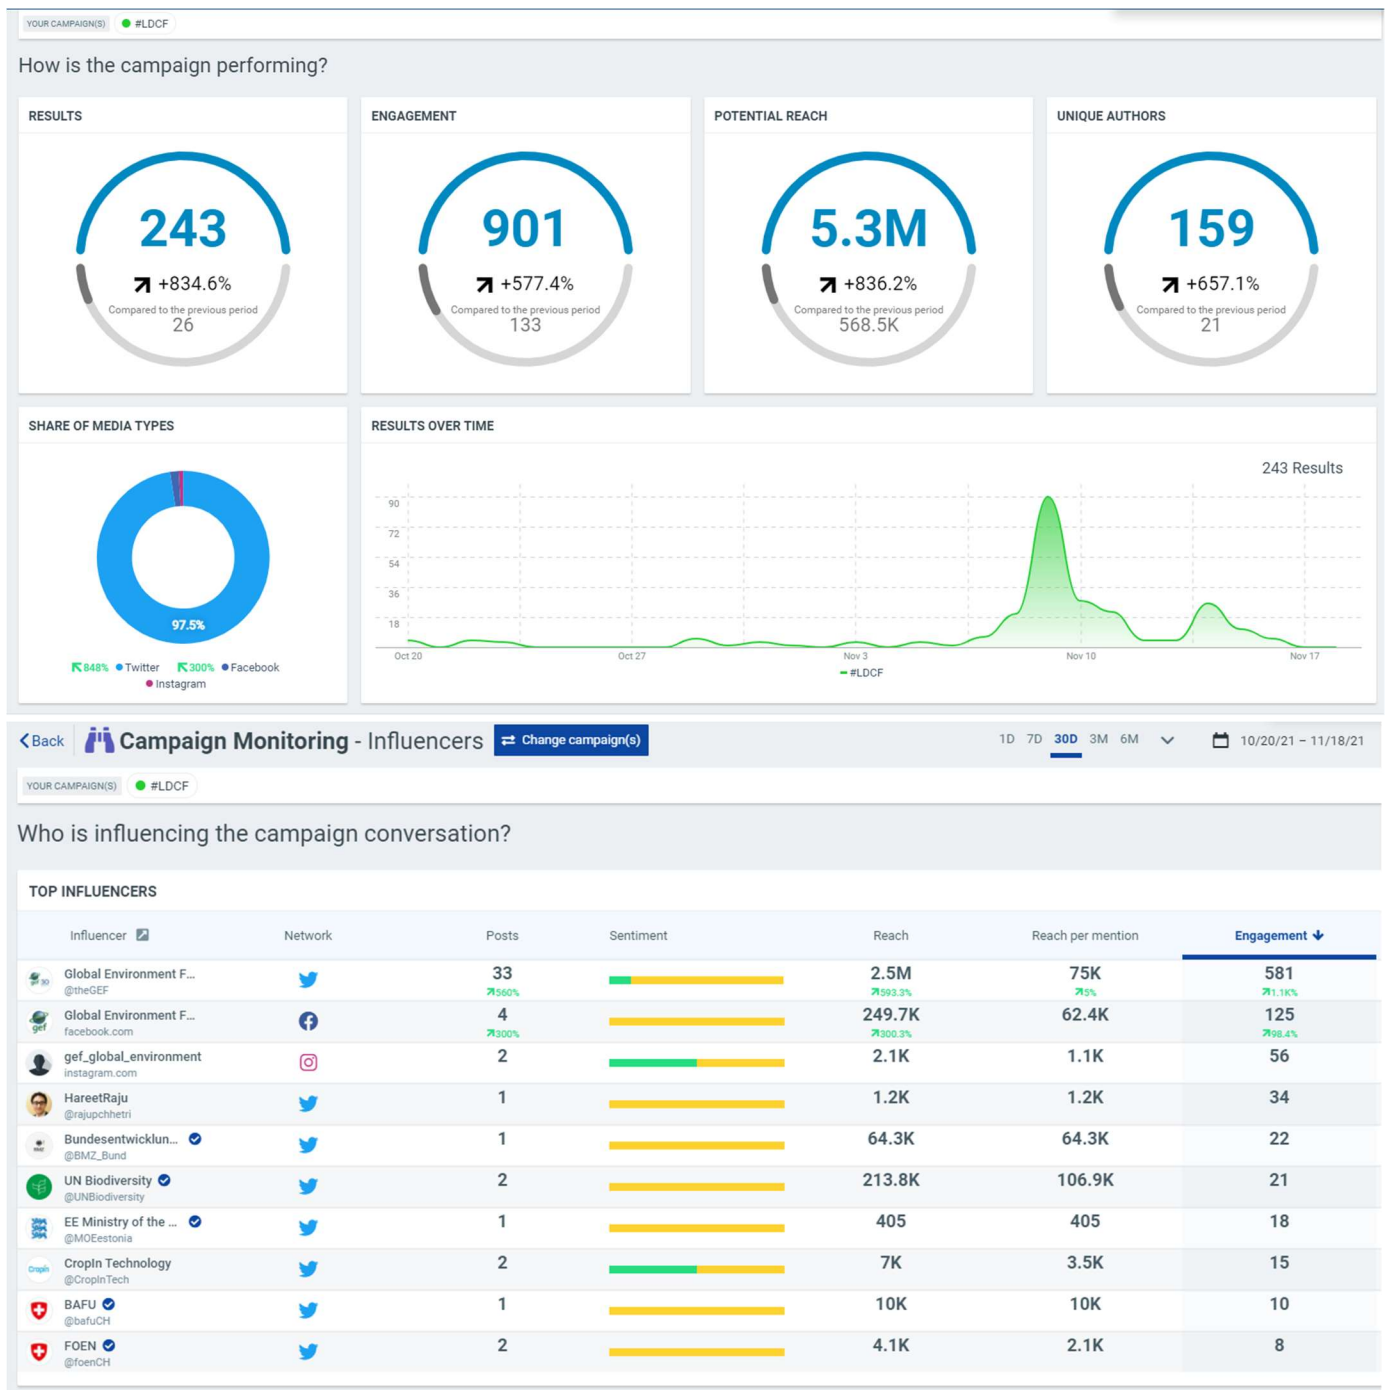 YOUR CAMPAIGN(S) #LDCF
How is the campaign performing?
RESULTS
243
+834.6%
Compared to the previous period
26
ENGAGEMENT
901
+577.4%
Compared to the previous period
133
POTENTIAL REACH
5.3M
+836.2%
Compared to the previous period
568.5K
UNIQUE AUTHORS
159
+657.1%
Compared to the previous period
21
SHARE OF MEDIA TYPES
97.5%
848% Twitter 300% Facebook
Instagram
RESULTS OVER TIME
243 Results
90
72
54
36
18
Oct 20 Oct 27 Nov 3 Nov 10 Nov 17
#LDCF
Back Campaign Monitoring - Influencers Change campaign(s) 1D 7D 30D 3M 6M 10/20/21 – 11/18/21
YOUR CAMPAIGN(S) #LDCF
Who is influencing the campaign conversation?
TOP INFLUENCERS
Influencer Network Posts Sentiment Reach Reach per mention Engagement
Global Environment F... 33 2.5M 75K 581
@theGEF 560% 593.3% 5% 1.1K%
Global Environment F... 4 249.7K 62.4K 125
facebook.com 300% 300.3% 98.4%
gef_global_environment 2 2.1K 1.1K 56
instagram.com
HareetRaju 1 1.2K 1.2K 34
@rajupchhetri
Bundesentwicklun... 1 64.3K 64.3K 22
@BMZ_Bund
UN Biodiversity 2 213.8K 106.9K 21
@UNBiodiversity
EE Ministry of the ... 1 405 405 18
@MOEestonia
CropIn Technology 2 7K 3.5K 15
@CropInTech
BAFU 1 10K 10K 10
@bafuCH
FOEN 2 4.1K 2.1K 8
@foenCH